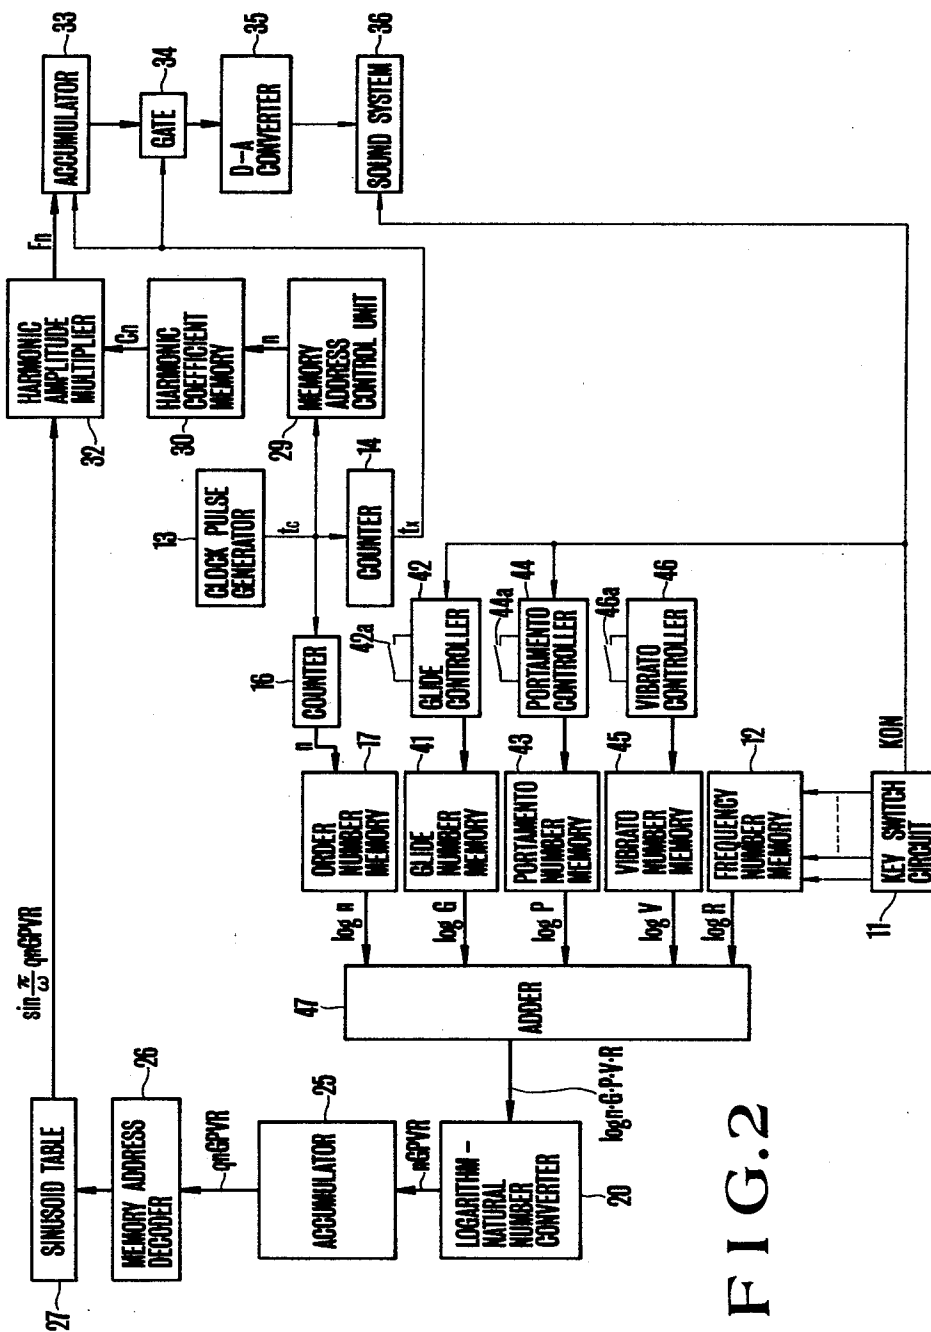 27
SINUSOID TABLE
sin π/ω qnGPVR
26
MEMORY ADDRESS
DECODER
qnGPVR
25
ACCUMULATOR
nGPVR
LOGARITHM-
NATURAL
NUMBER
CONVERTER
20
logn·G·P·V·R
47
ADDER
log n
log G
log P
log V
log R
ORDER
NUMBER
MEMORY
17
GLIDE
NUMBER
MEMORY
41
PORTAMENTO
NUMBER
MEMORY
43
VIBRATO
NUMBER
MEMORY
45
FREQUENCY
NUMBER
MEMORY
12
11
KEY SWITCH
CIRCUIT
KON
n
16
COUNTER
42a
GLIDE
CONTROLLER
42
44a
PORTAMENTO
CONTROLLER
44
46a
VIBRATO
CONTROLLER
46
13
CLOCK PULSE
GENERATOR
tc
COUNTER
14
tx
32
HARMONIC
AMPLITUDE
MULTIPLIER
Fn
Cn
30
HARMONIC
COEFFICIENT
MEMORY
n
29
MEMORY
ADDRESS
CONTROL UNIT
ACCUMULATOR
33
GATE
34
D-A
CONVERTER
35
SOUND SYSTEM
36
FIG.2